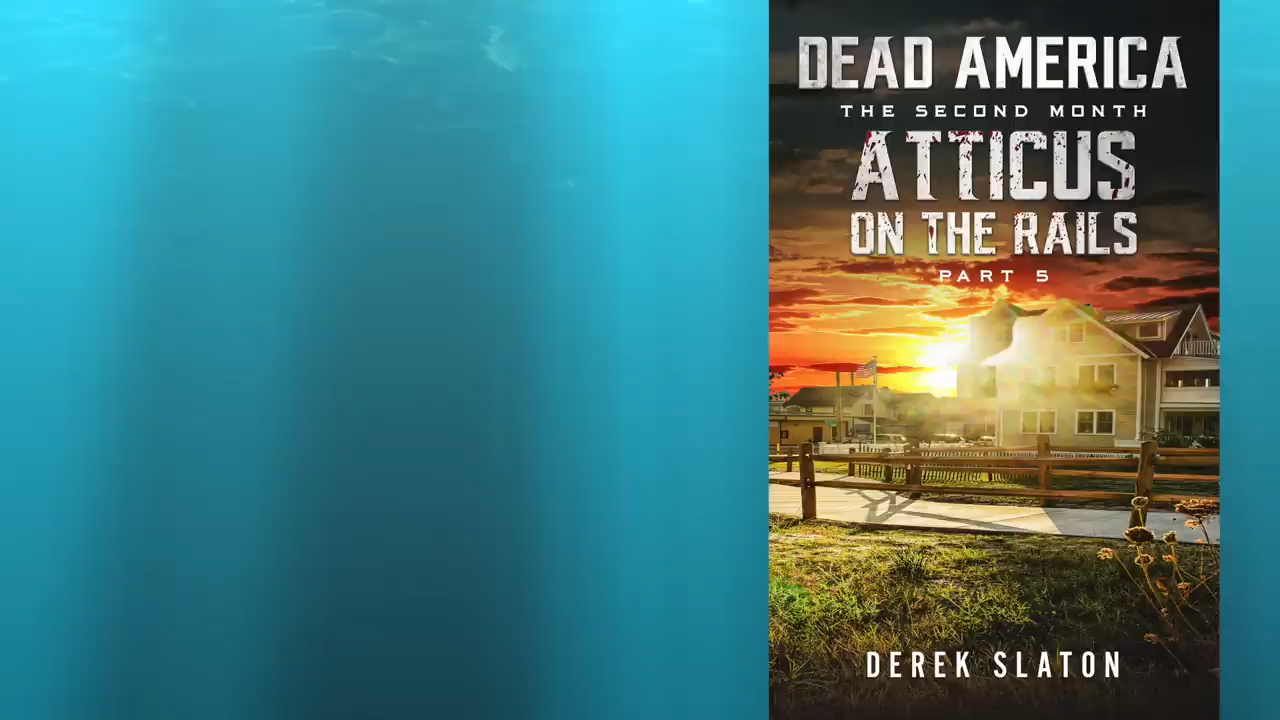 DEAD AMERICA
THE SECOND MONTH
ATTICUS
ON THE RAILS
PART 5
DEREK SLATON